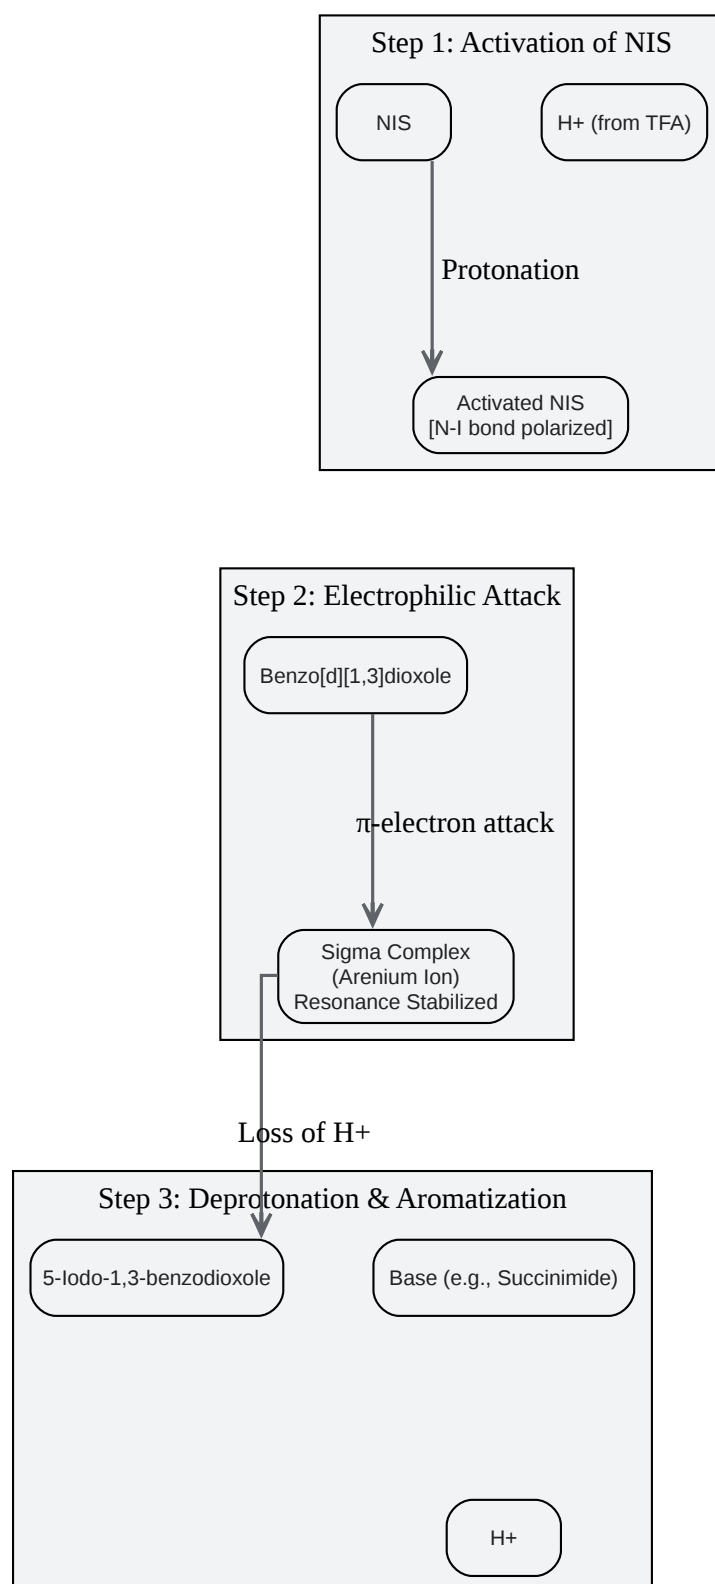 Step 1: Activation of NIS
NIS
H+ (from TFA)
Protonation
Activated NIS
[N-I bond polarized]
Step 2: Electrophilic Attack
Benzo[d][1,3]dioxole
π-electron attack
Sigma Complex
(Arenium Ion)
Resonance Stabilized
Loss of H+
Step 3: Deprotonation & Aromatization
5-Iodo-1,3-benzodioxole
Base (e.g., Succinimide)
H+